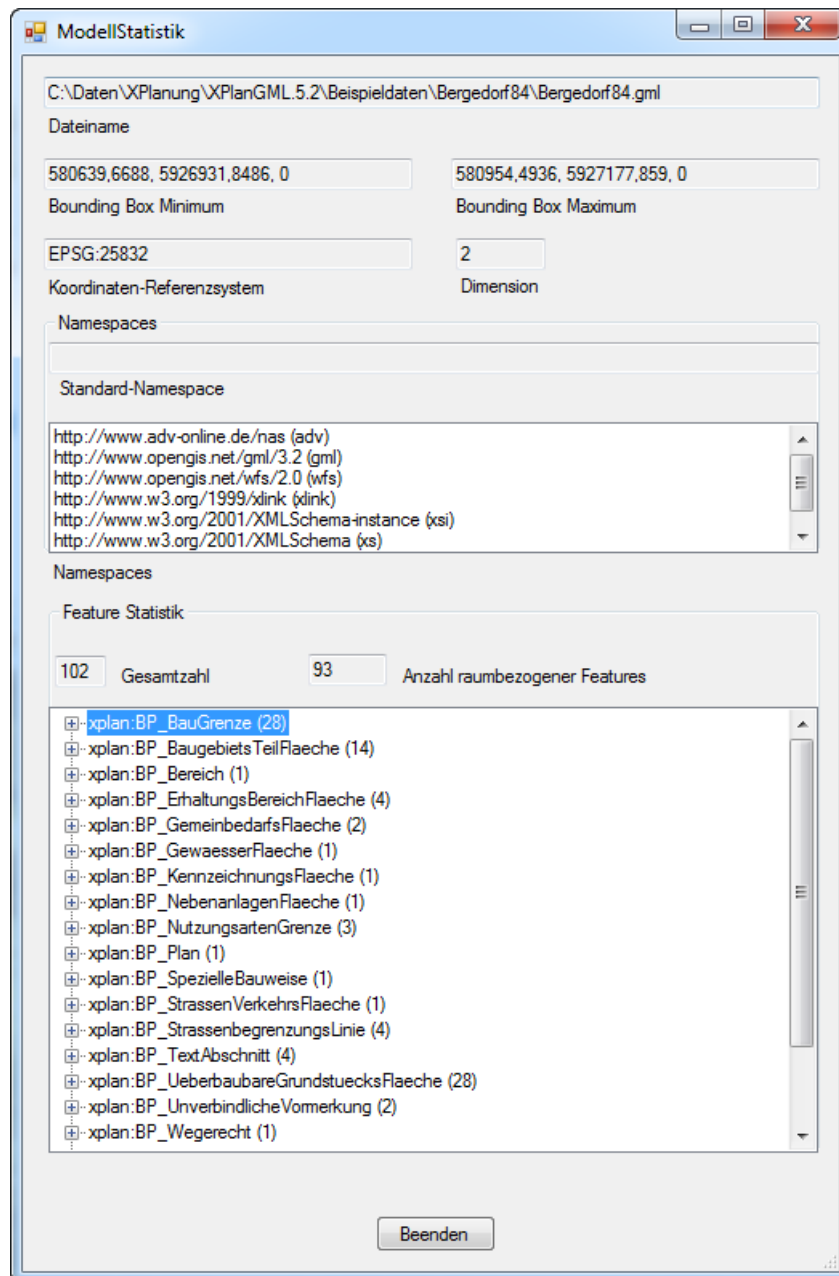 ModellStatistik
C:\Daten\XPlanung\XPlanGML.5.2\Beispieldaten\Bergedorf84\Bergedorf84.gml
Dateiname
580639,6688, 5926931,8486, 0
580954,4936, 5927177,859, 0
Bounding Box Minimum
Bounding Box Maximum
EPSG:25832
2
Koordinaten-Referenzsystem
Dimension
Namespaces
Standard-Namespace
http://www.adv-online.de/nas (adv)
http://www.opengis.net/gml/3.2 (gml)
http://www.opengis.net/wfs/2.0 (wfs)
http://www.w3.org/1999/xlink (xlink)
http://www.w3.org/2001/XMLSchema-instance (xsi)
http://www.w3.org/2001/XMLSchema (xs)
Namespaces
Feature Statistik
102 Gesamtzahl
93 Anzahl raumbezogener Features
xplan:BP_BauGrenze (28)
xplan:BP_BaugebietsTeilFlaeche (14)
xplan:BP_Bereich (1)
xplan:BP_ErhaltungsBereichFlaeche (4)
xplan:BP_GemeinbedarfsFlaeche (2)
xplan:BP_GewaesserFlaeche (1)
xplan:BP_KennzeichnungsFlaeche (1)
xplan:BP_NebenanlagenFlaeche (1)
xplan:BP_NutzungsartenGrenze (3)
xplan:BP_Plan (1)
xplan:BP_SpezielleBauweise (1)
xplan:BP_StrassenVerkehrsFlaeche (1)
xplan:BP_StrassenbegrenzungsLinie (4)
xplan:BP_TextAbschnitt (4)
xplan:BP_UeberbaubareGrundstuecksFlaeche (28)
xplan:BP_UnverbindlicheVormerkung (2)
xplan:BP_Wegerecht (1)
Beenden